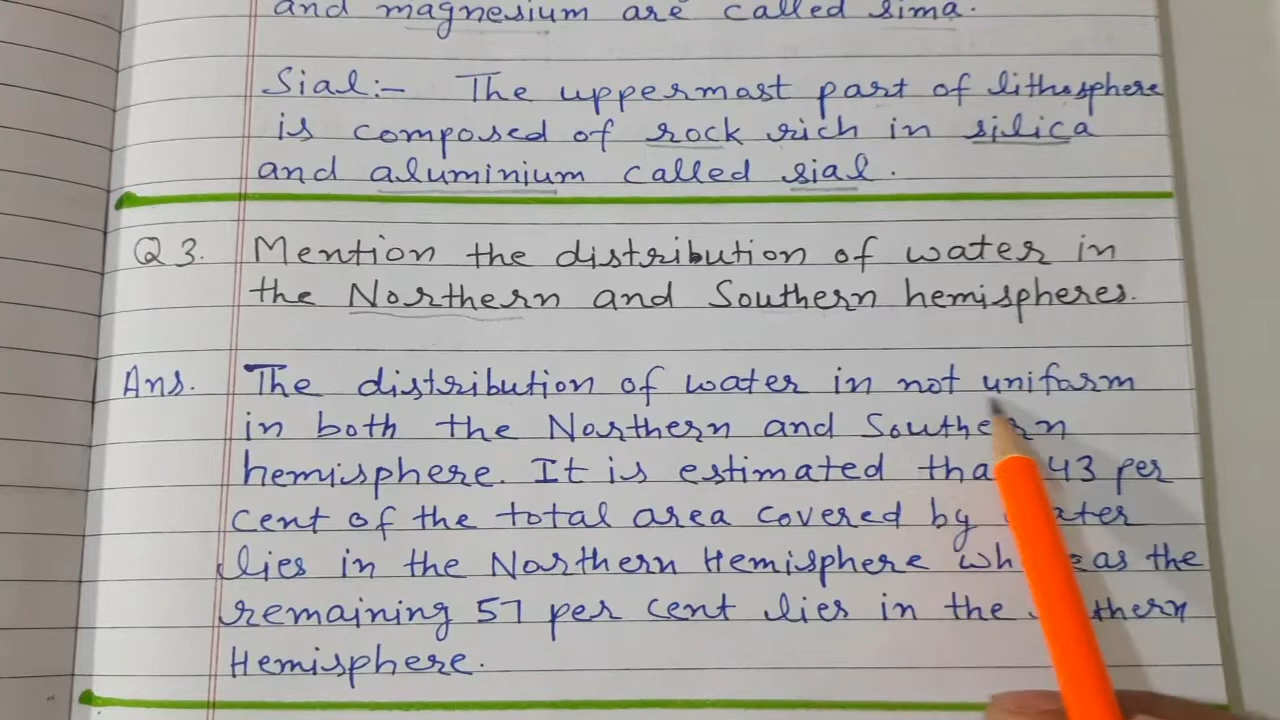 and magnesium are called sima.
Sial:- The uppermost part of lithosphere
is composed of rock rich in silica
and aluminium called sial.
Q 3. Mention the distribution of water in
the Northern and Southern hemispheres.
Ans. The distribution of water in not uniform
in both the Northern and Southern
hemisphere. It is estimated 43 per
cent of the total area covered by
lies in the Northern Hemisphere the
remaining 57 per cent lies in the
Hemisphere.